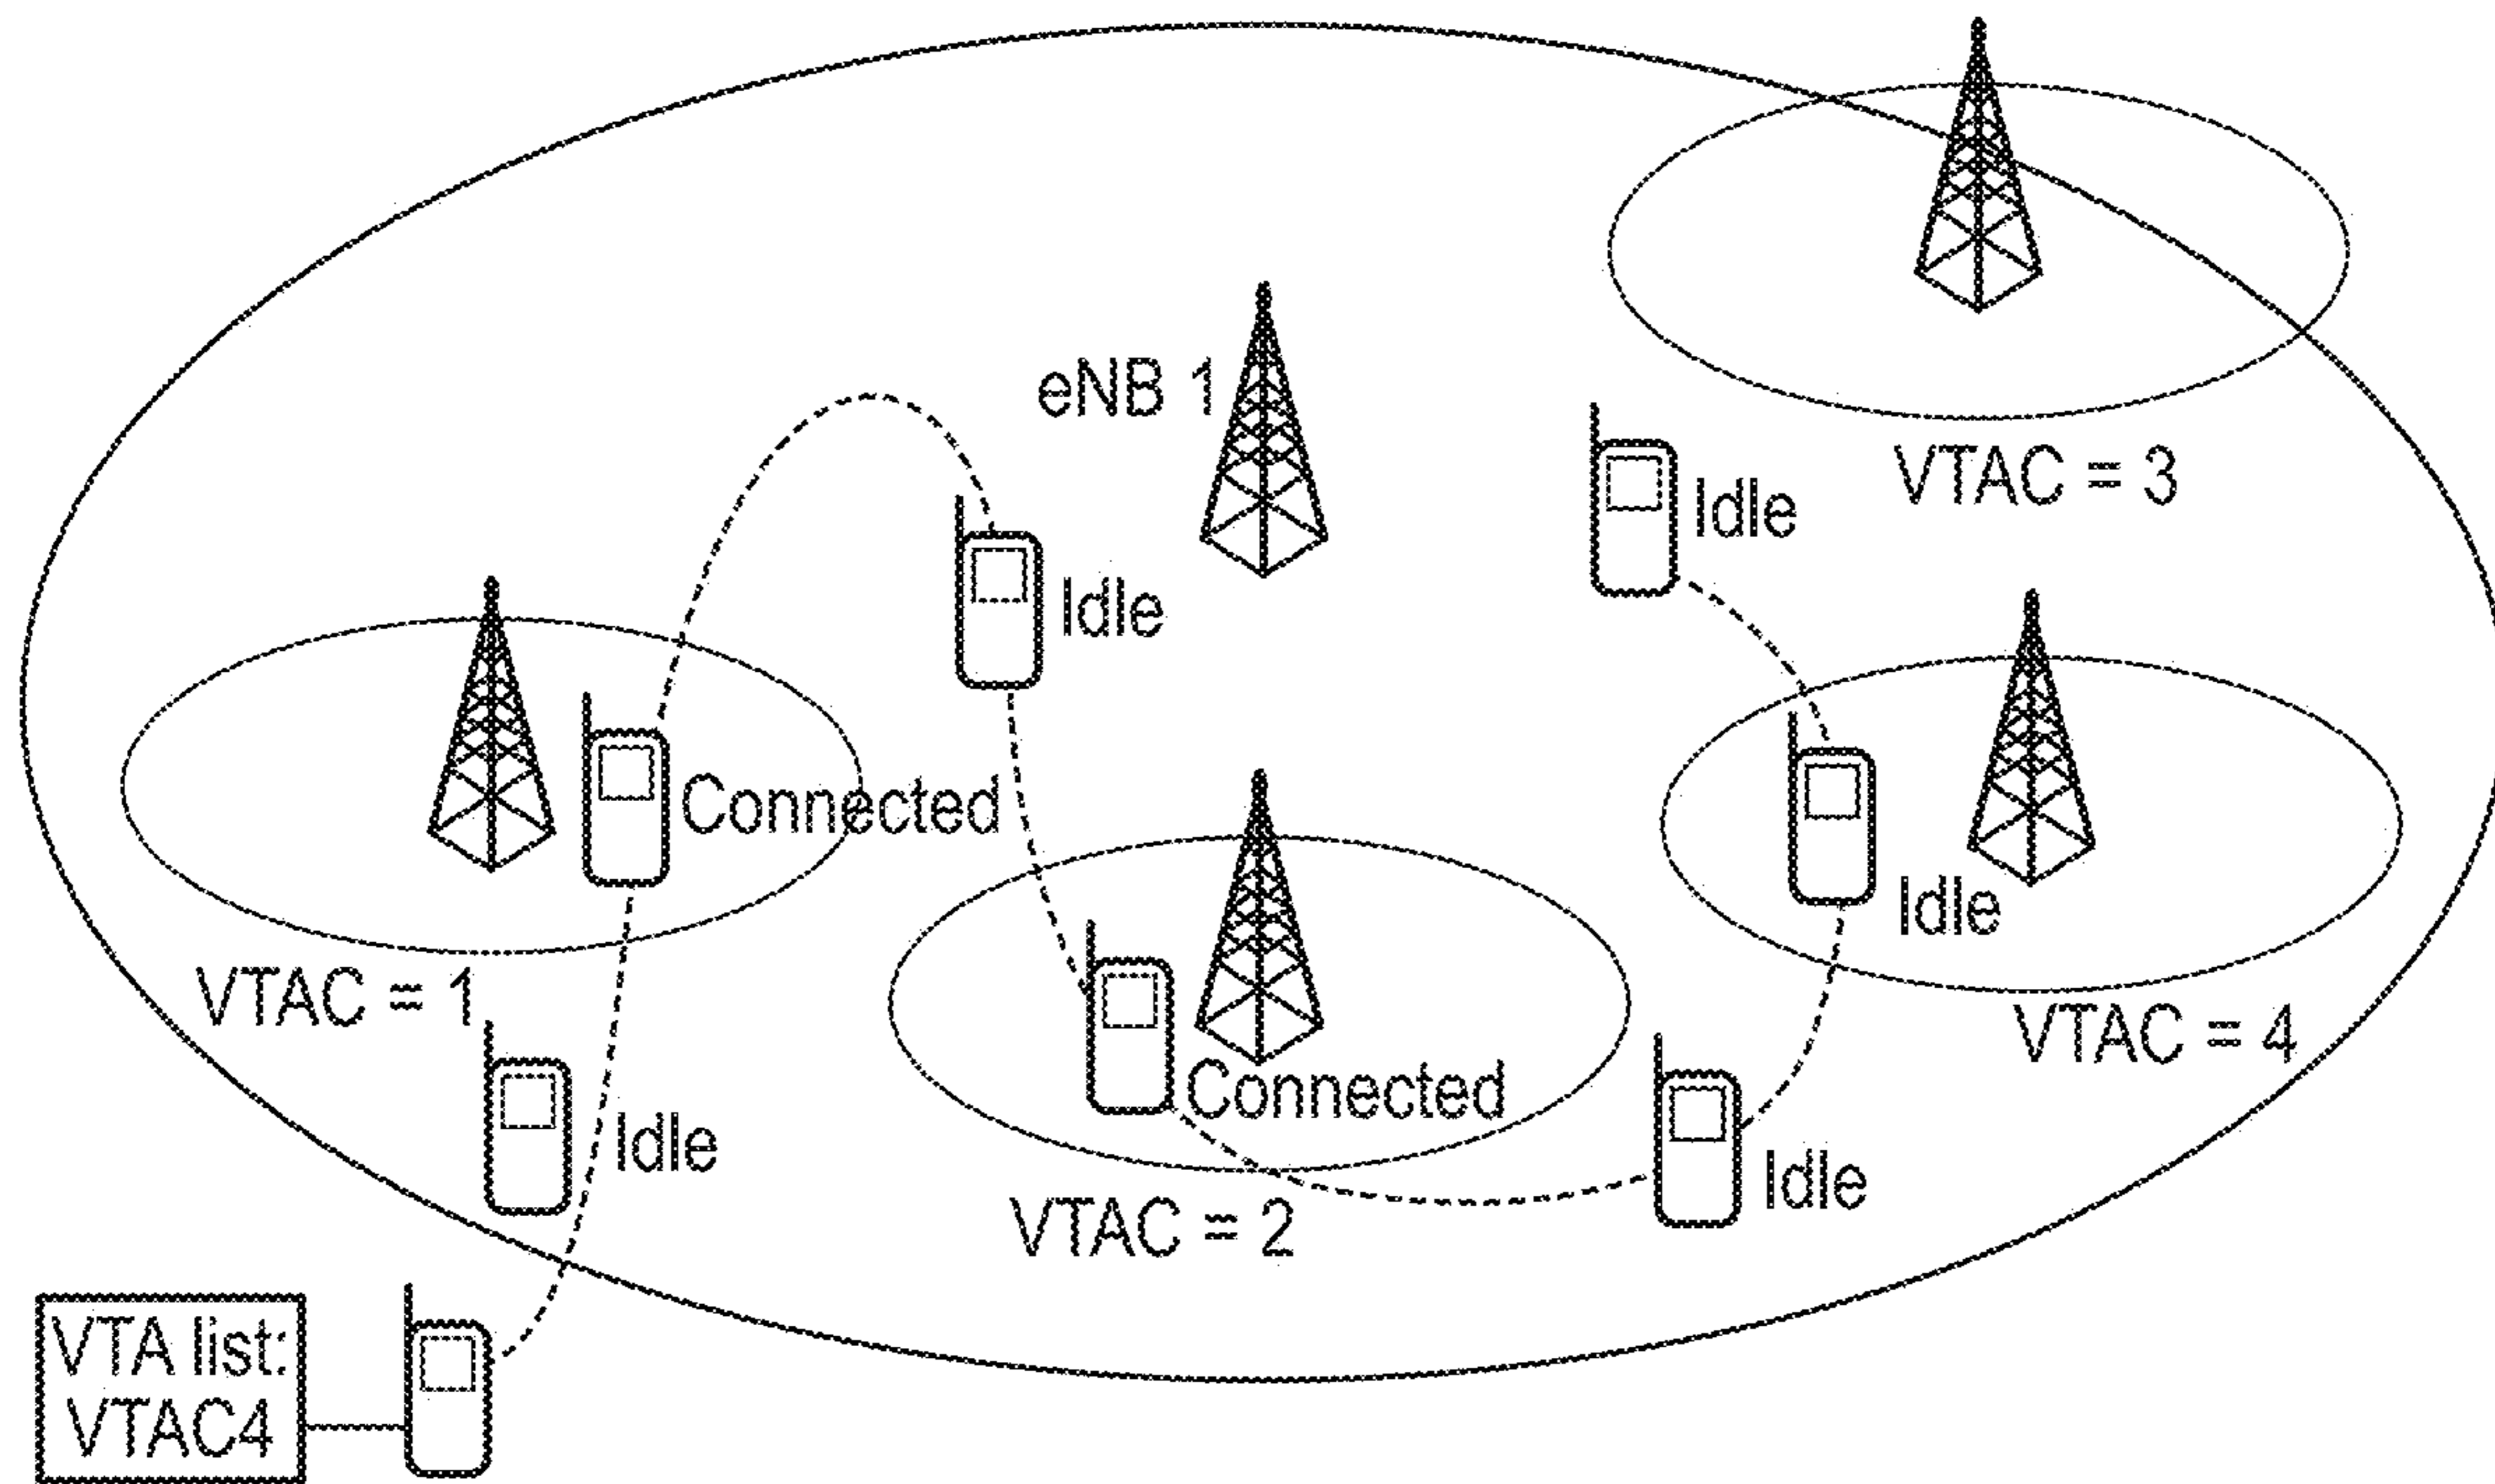 eNB 1
VTAC = 3
Idle
Idle
Connected
Idle
VTAC = 1
VTAC = 4
Connected
Idle
Idle
VTAC = 2
VTA list:
VTAC4